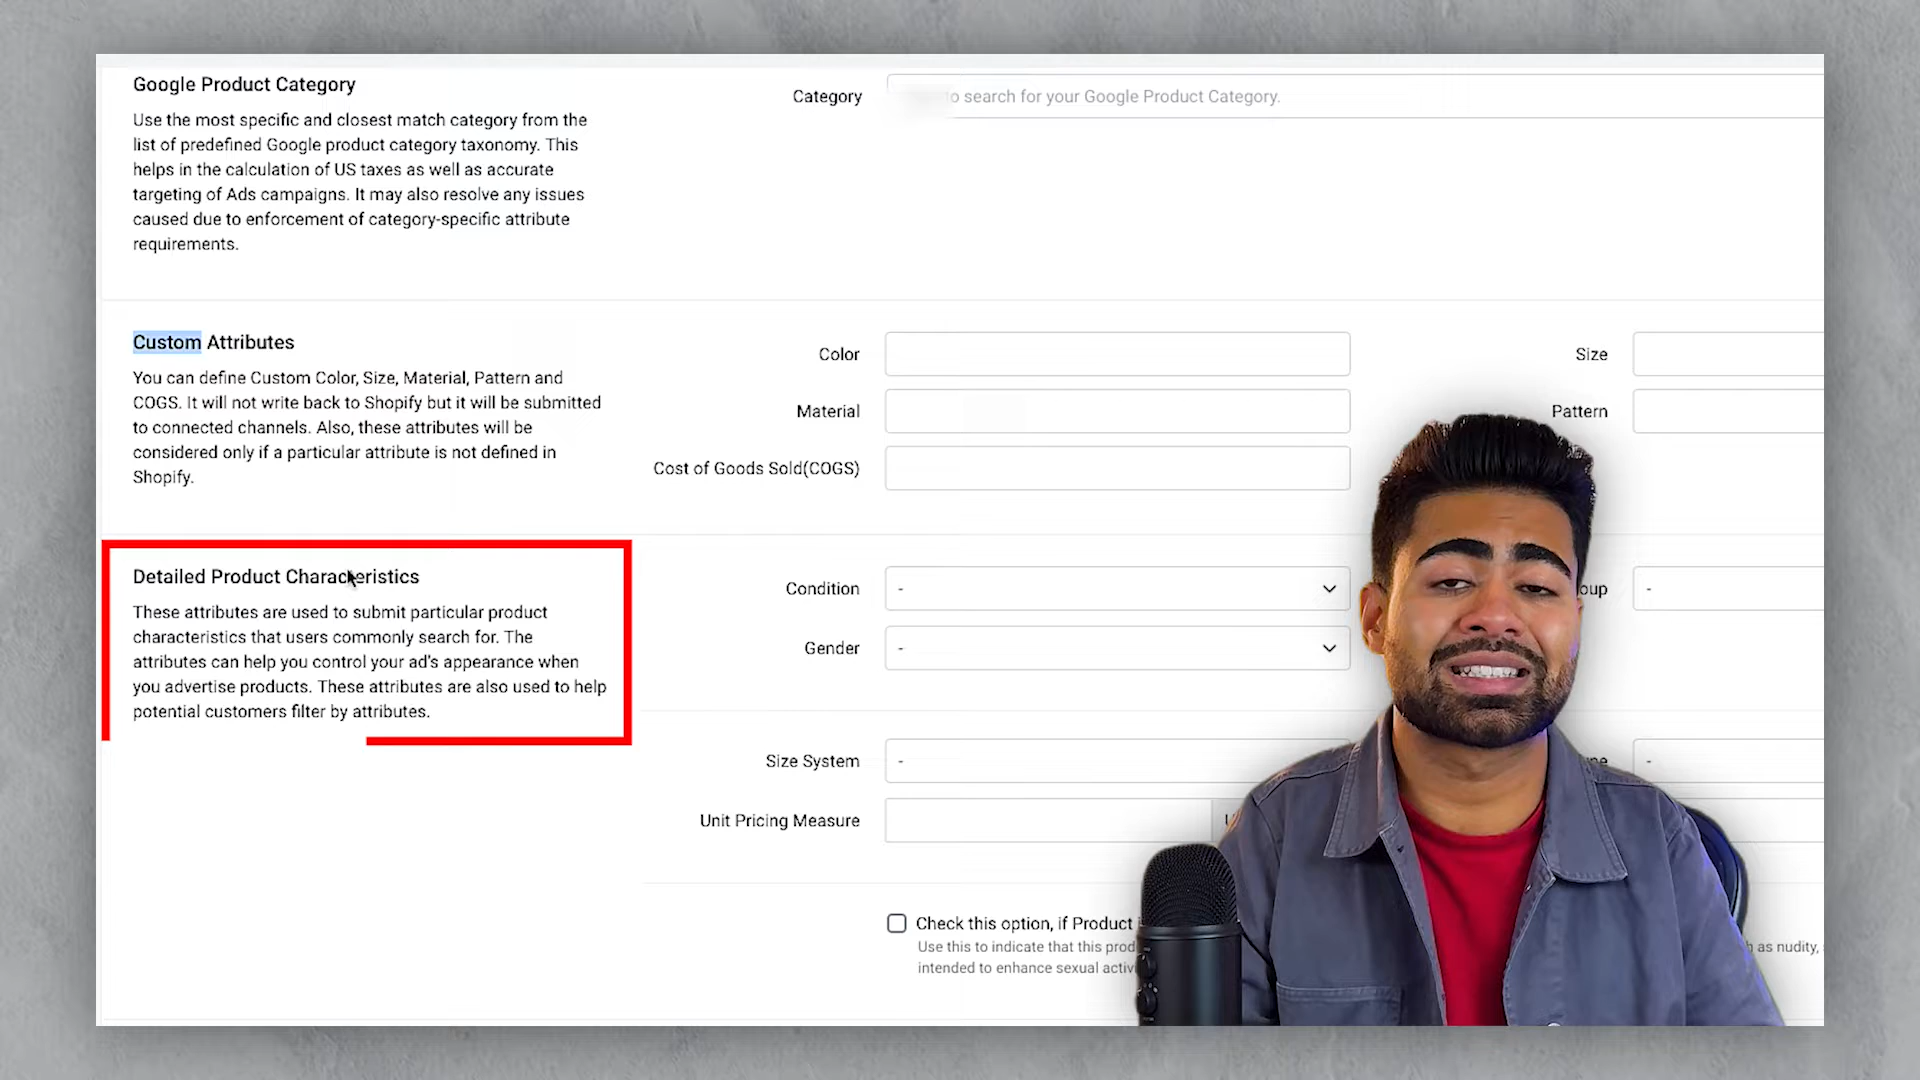 Google Product Category
Use the most specific and closest match category from the
list of predefined Google product category taxonomy. This
helps in the calculation of US taxes as well as accurate
targeting of Ads campaigns. It may also resolve any issues
caused due to enforcement of category-specific attribute
requirements.
Category
to search for your Google Product Category.
Custom Attributes
You can define Custom Color, Size, Material, Pattern and
COGS. It will not write back to Shopify but it will be submitted
to connected channels. Also, these attributes will be
considered only if a particular attribute is not defined in
Shopify.
Color
Size
Material
Pattern
Cost of Goods Sold(COGS)
Detailed Product Characteristics
These attributes are used to submit particular product
characteristics that users commonly search for. The
attributes can help you control your ad's appearance when
you advertise products. These attributes are also used to help
potential customers filter by attributes.
Condition
-
-
Gender
-
Size System
-
-
Unit Pricing Measure
Check this option, if Product
Use this to indicate that this
as nudity,
intended to enhance sexual